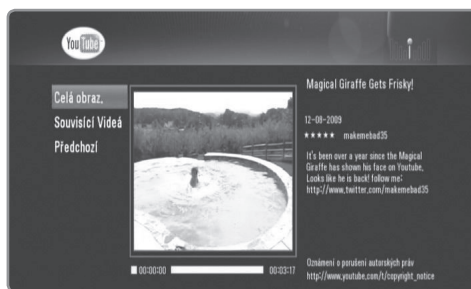 YouTube
Celá obraz.
Souvisící Videá
Předchozí
Magical Giraffe Gets Frisky!
12-08-2009
★★★★★ makemebad35
It's been over a year since the Magical
Giraffe has shown his face on Youtube.
Looks like he is back! follow me:
http://www.twitter.com/makemebad35
00:00:00
00:03:17
Oznámení o porušení autorských práv
http://www.youtube.com/t/copyright_notice